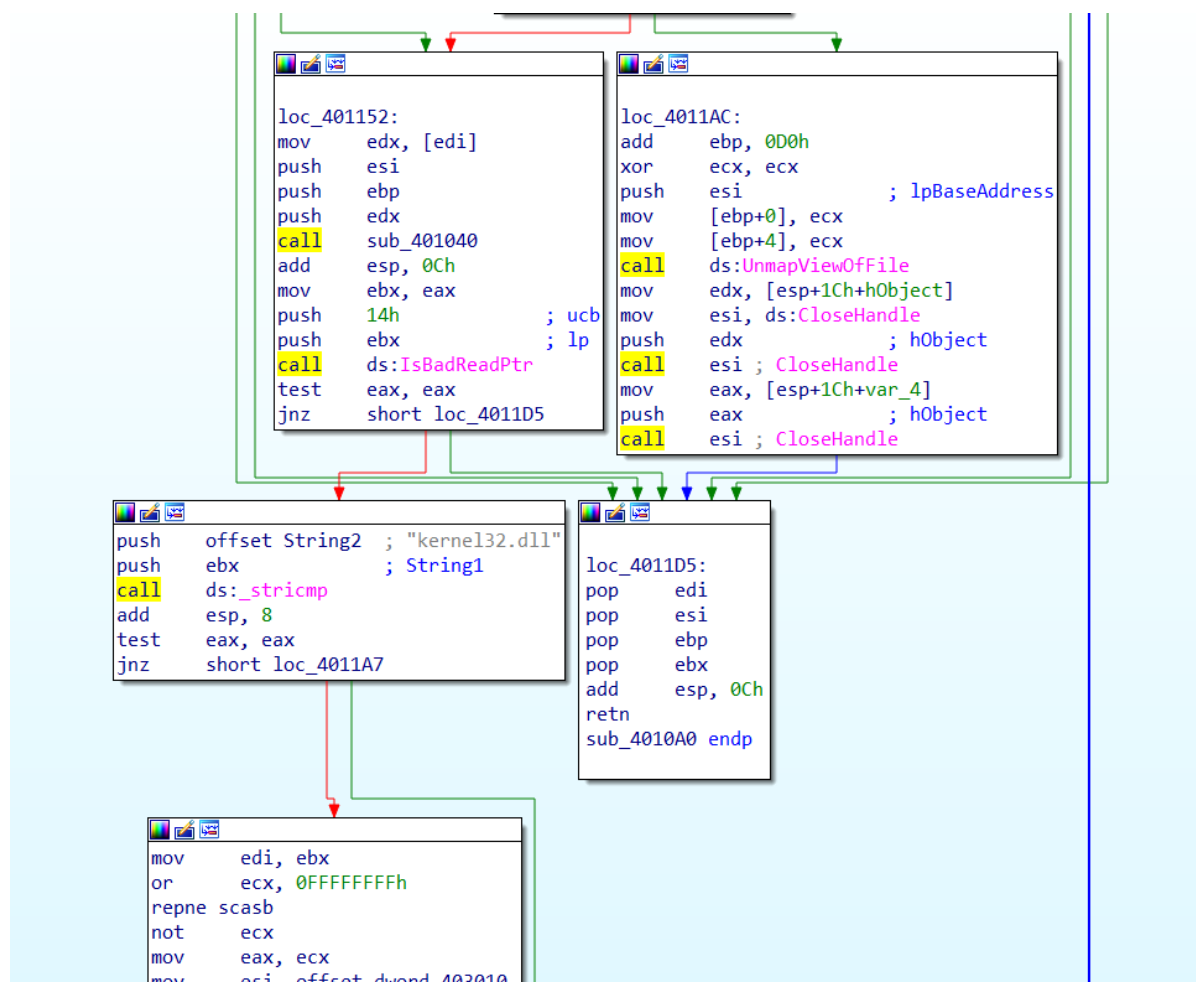 loc_401152:
mov edx, [edi]
push esi
push ebp
push edx
call sub_401040
add esp, 0Ch
mov ebx, eax
push 14h ; ucb
push ebx ; lp
call ds:IsBadReadPtr
test eax, eax
jnz short loc_4011D5
loc_4011AC:
add ebp, 0D0h
xor ecx, ecx
push esi ; lpBaseAddress
mov [ebp+0], ecx
mov [ebp+4], ecx
call ds:UnmapViewOfFile
mov edx, [esp+1Ch+hObject]
mov esi, ds:CloseHandle
push edx ; hObject
call esi ; CloseHandle
mov eax, [esp+1Ch+var_4]
push eax ; hObject
call esi ; CloseHandle
push offset String2 ; "kernel32.dll"
push ebx ; String1
call ds:_stricmp
add esp, 8
test eax, eax
jnz short loc_4011A7
loc_4011D5:
pop edi
pop esi
pop ebp
pop ebx
add esp, 0Ch
retn
sub_4010A0 endp
mov edi, ebx
or ecx, 0FFFFFFFFh
repne scasb
not ecx
mov eax, ecx
mov esi, offset dword_403010